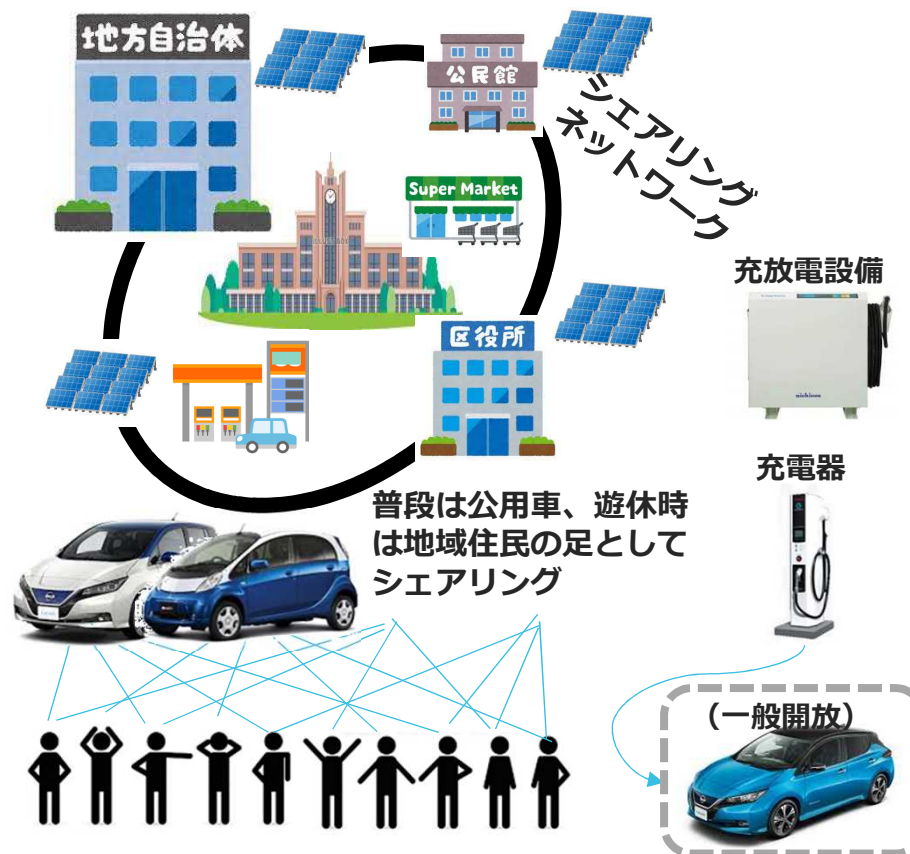 地方自治体
公民館
シェアリング
ネットワーク
Super Market
充放電設備
区役所
nichicon
充電器
普段は公用車、遊休時
は地域住民の足として
シェアリング
（一般開放）